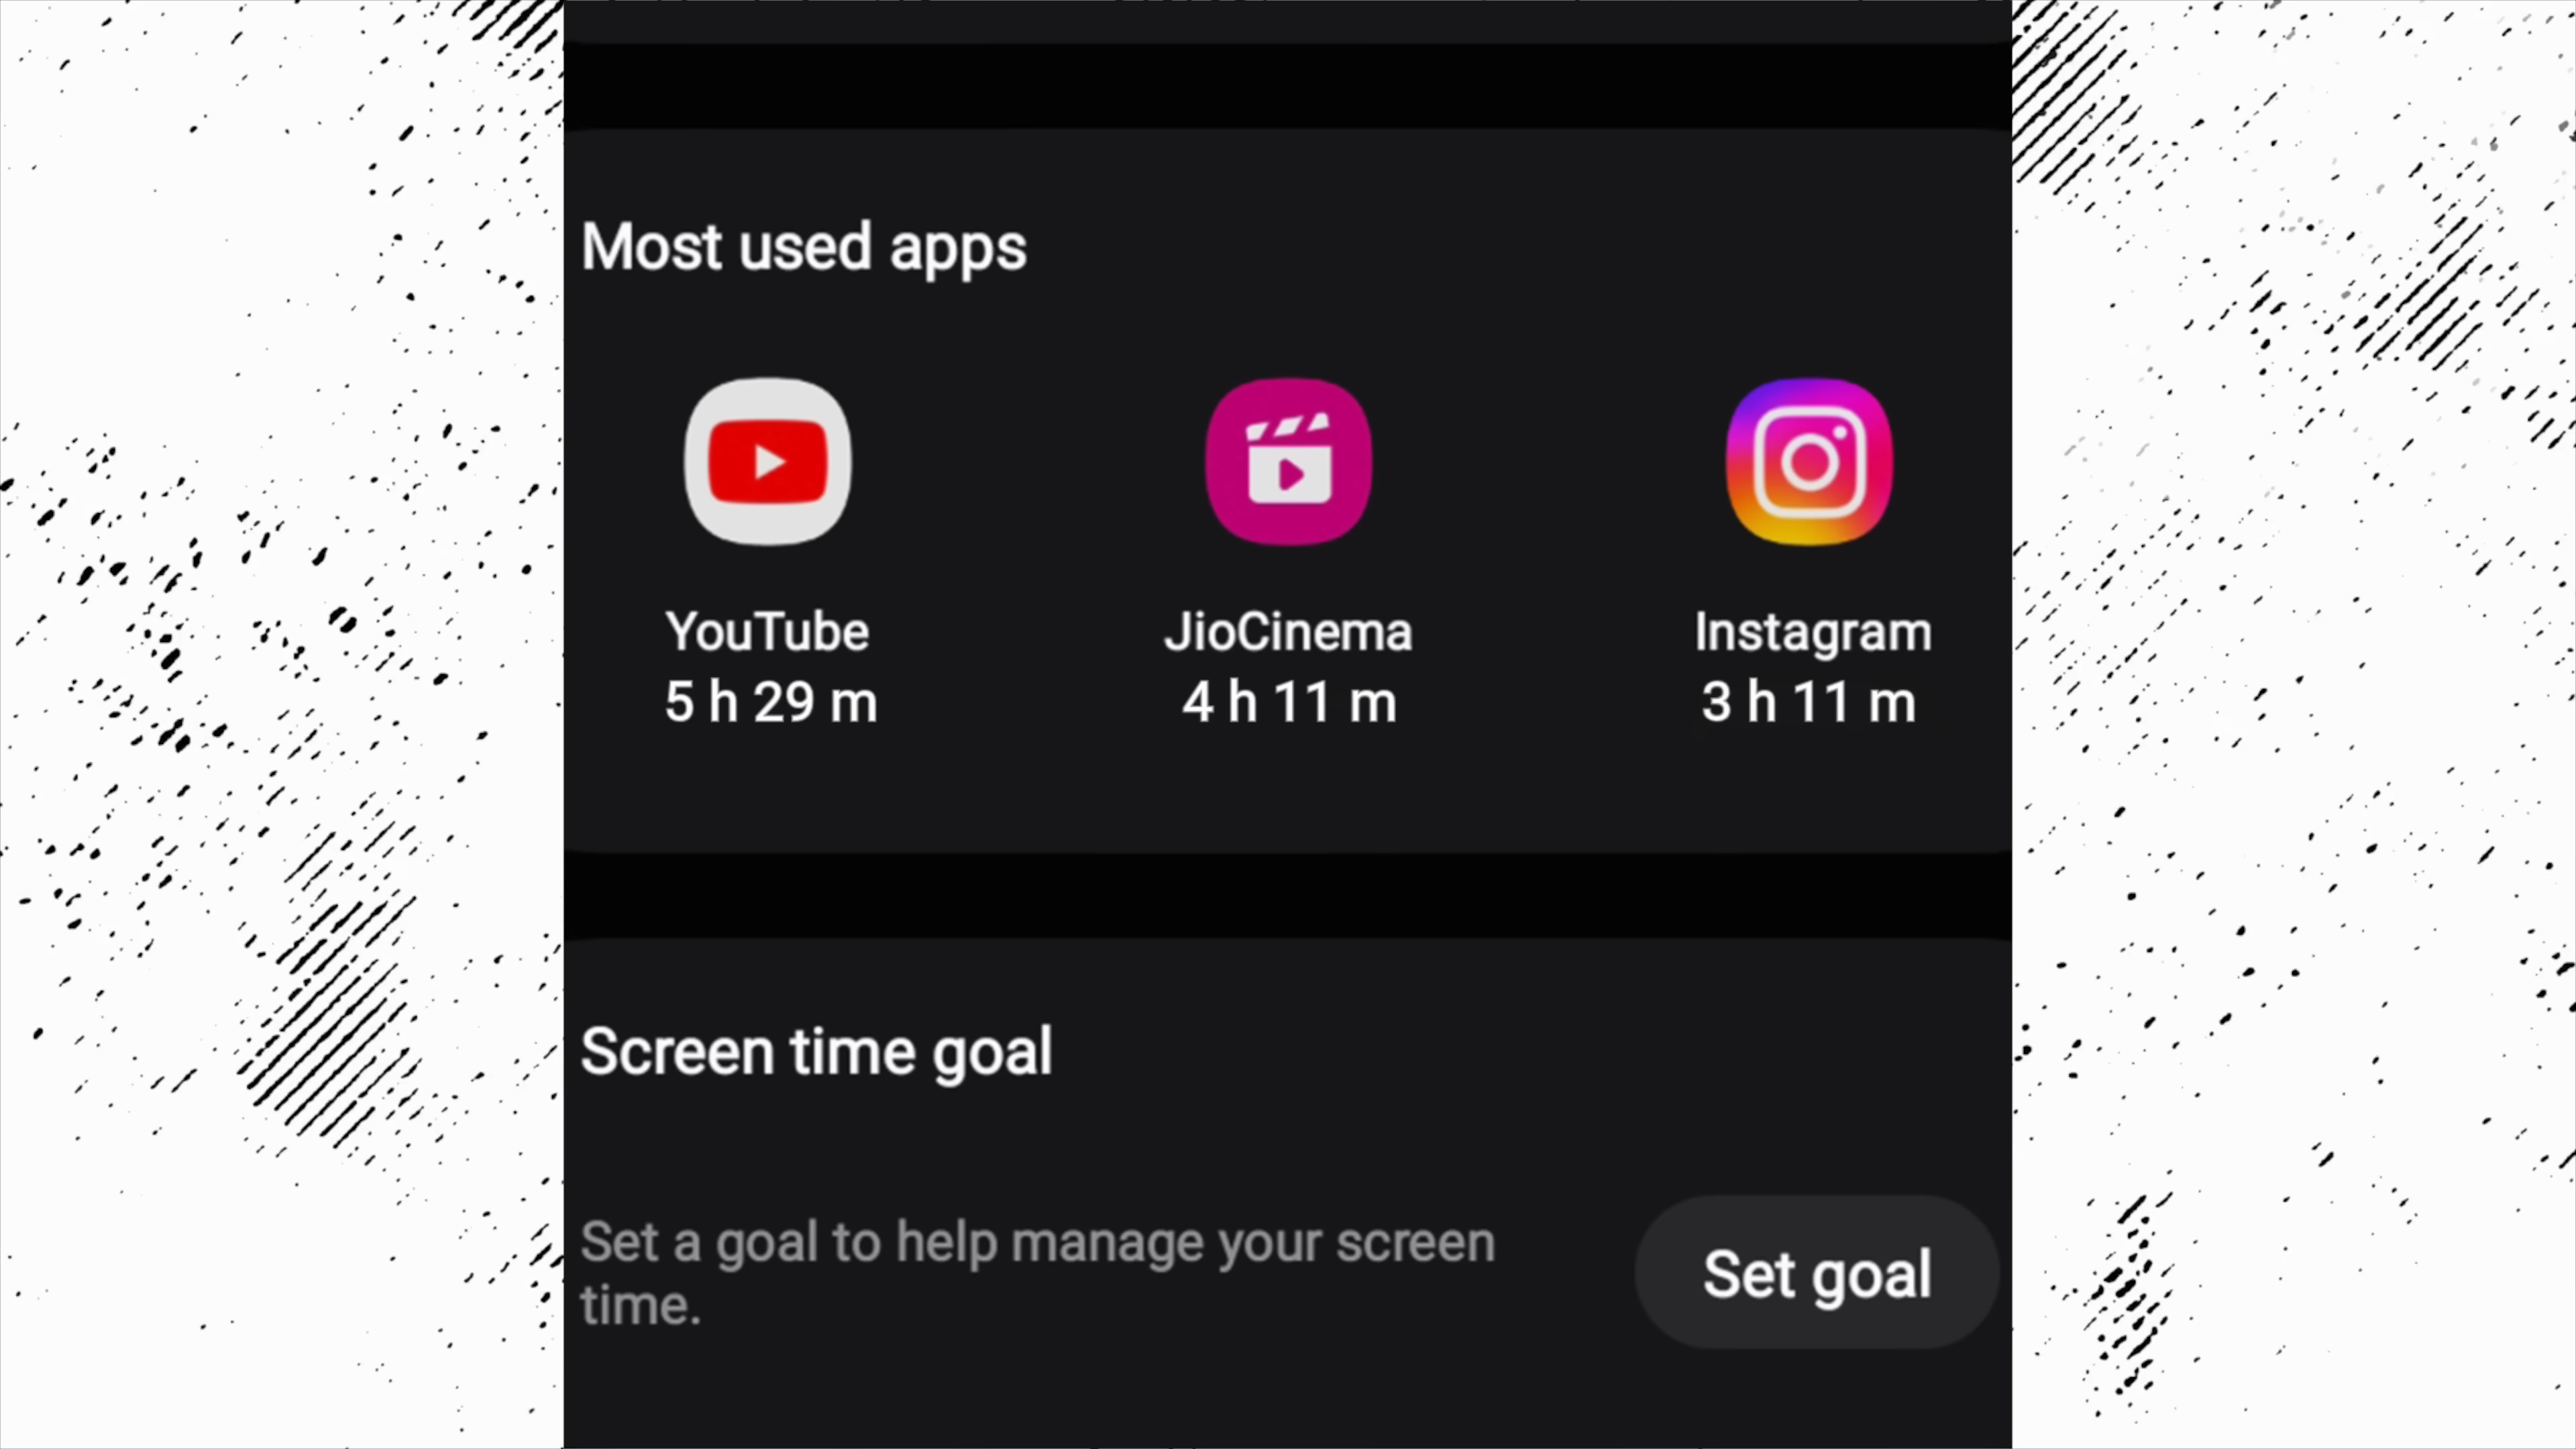 Most used apps
YouTube
5 h 29 m
JioCinema
4 h 11 m
Instagram
3 h 11 m
Screen time goal
Set a goal to help manage your screen
time.
Set goal